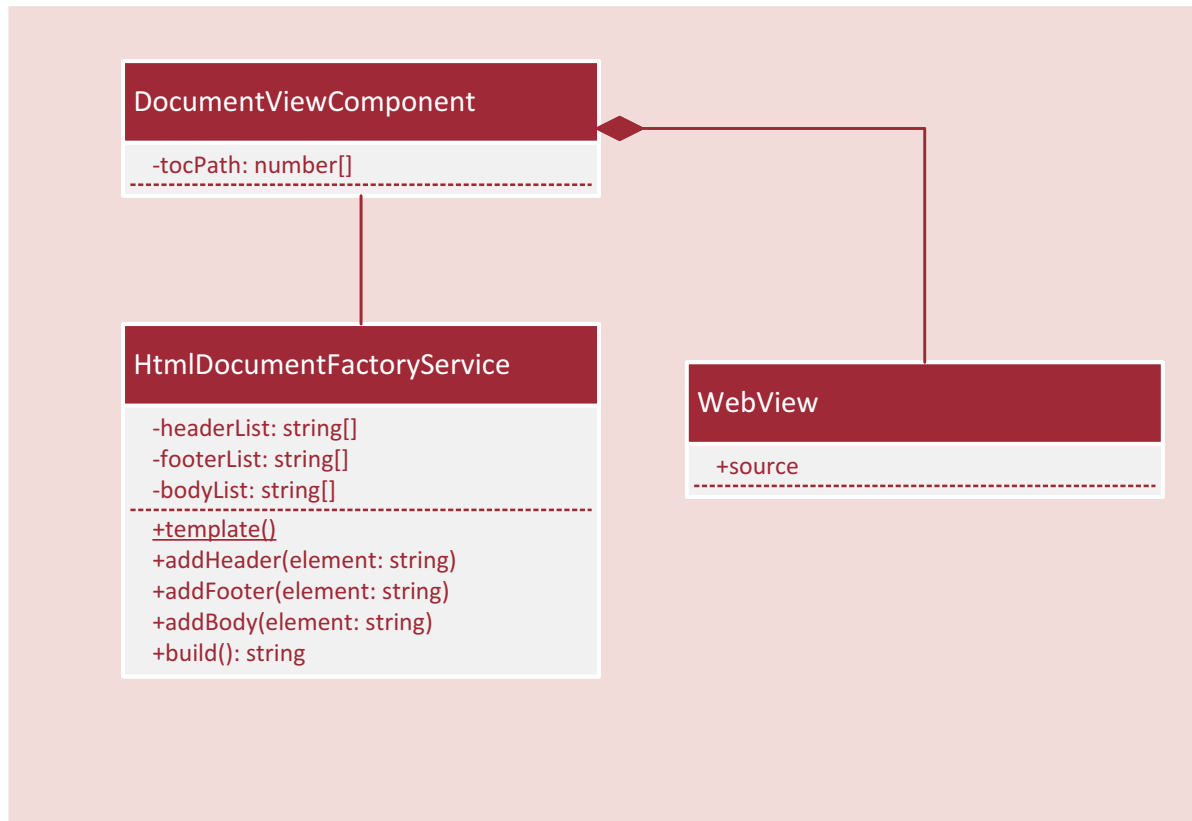 DocumentViewComponent
-tocPath: number[]
HtmlDocumentFactoryService
-headerList: string[]
-footerList: string[]
-bodyList: string[]
+template()
+addHeader(element: string)
+addFooter(element: string)
+addBody(element: string)
+build(): string
WebView
+source